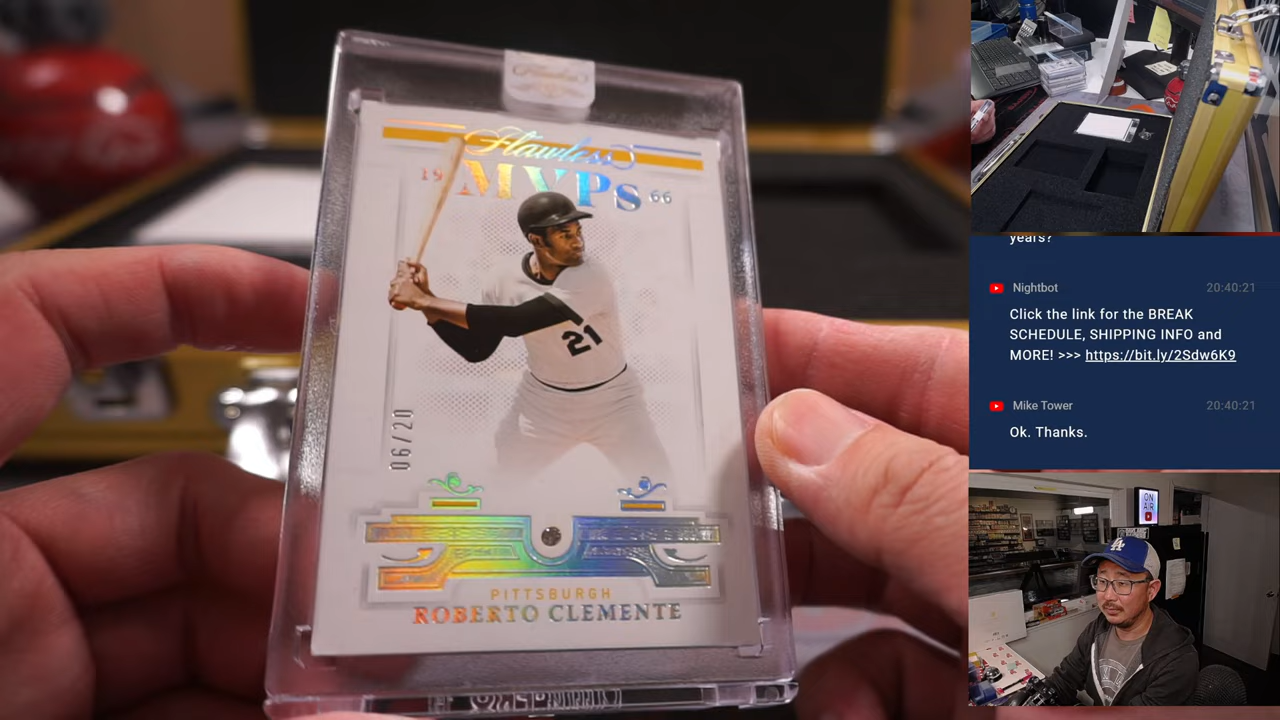 Flawless
19 MVPs 66
21
06/20
PITTSBURGH
ROBERTO CLEMENTE
years?
Nightbot 20:40:21
Click the link for the BREAK
SCHEDULE, SHIPPING INFO and
MORE! >>> https://bit.ly/2Sdw6K9
Mike Tower 20:40:21
Ok. Thanks.
ON
AIR
LA